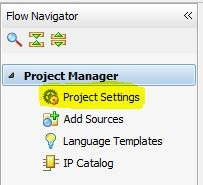 Flow Navigator
Project Manager
Project Settings
Add Sources
Language Templates
IP Catalog